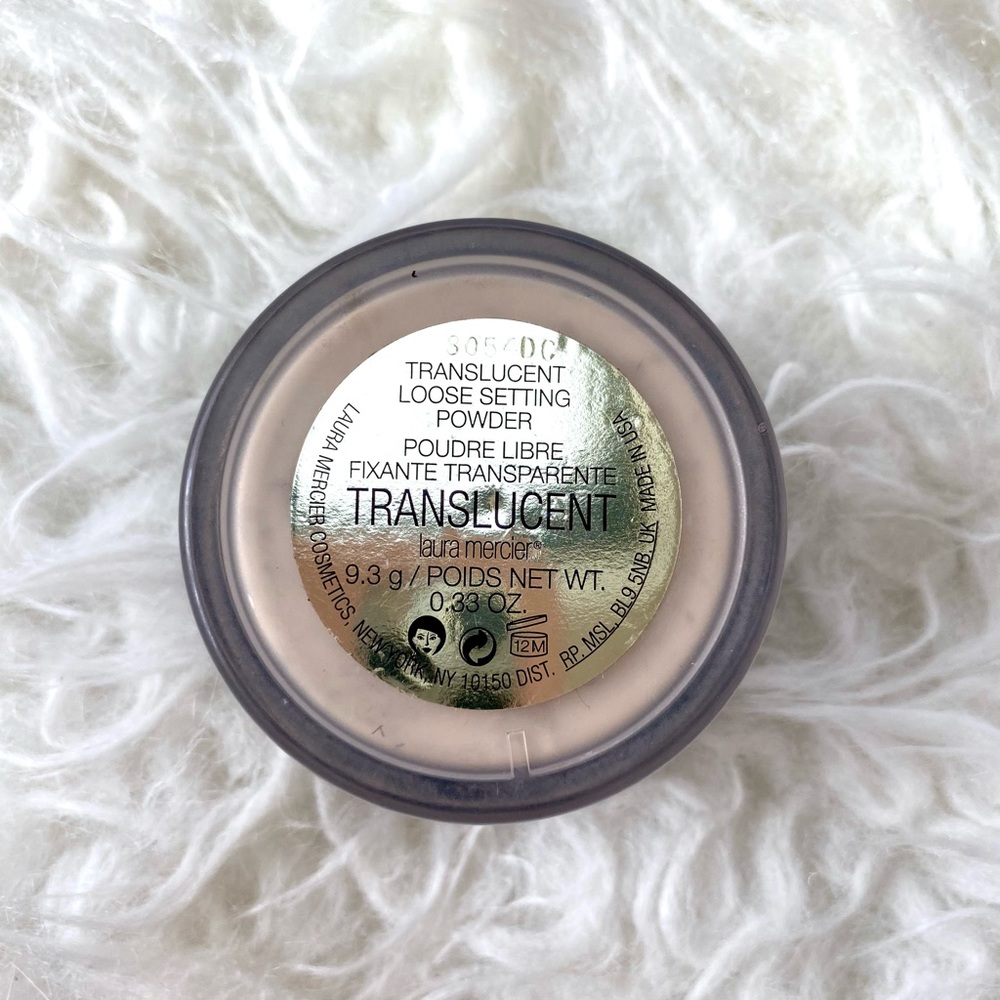 TRANSLUCENT
LOOSE SETTING
POWDER
POUDRE LIBRE
FIXANTE TRANSPARENTE
TRANSLUCENT
laura mercier®
9.3 g / POIDS NET WT.
0.33 OZ.
12M
LAURA MERCIER COSMETICS, NEW YORK, NY 10150 DIST. RP. MSL, BL9 5NB, UK MADE IN USA